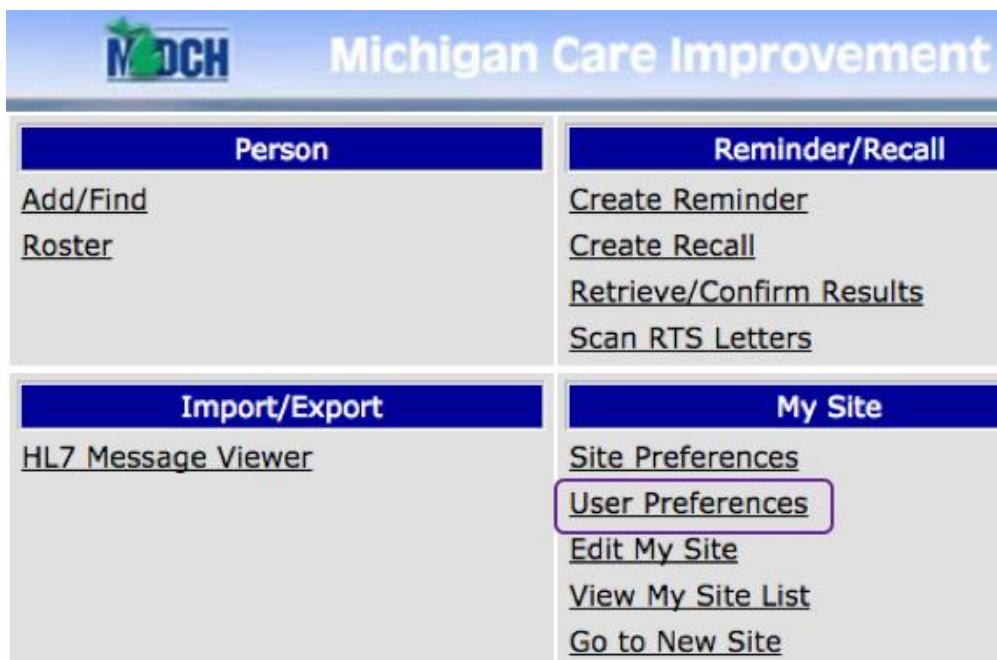 MDCH Michigan Care Improvement
Person
Add/Find
Roster
Reminder/Recall
Create Reminder
Create Recall
Retrieve/Confirm Results
Scan RTS Letters
Import/Export
HL7 Message Viewer
My Site
Site Preferences
User Preferences
Edit My Site
View My Site List
Go to New Site